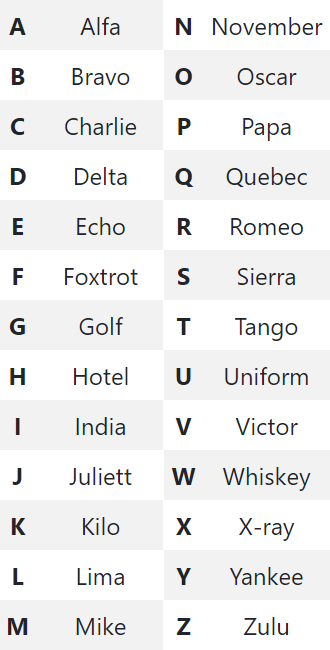 A Alfa
B Bravo
C Charlie
D Delta
E Echo
F Foxtrot
G Golf
H Hotel
I India
J Juliett
K Kilo
L Lima
M Mike
N November
O Oscar
P Papa
Q Quebec
R Romeo
S Sierra
T Tango
U Uniform
V Victor
W Whiskey
X X-ray
Y Yankee
Z Zulu